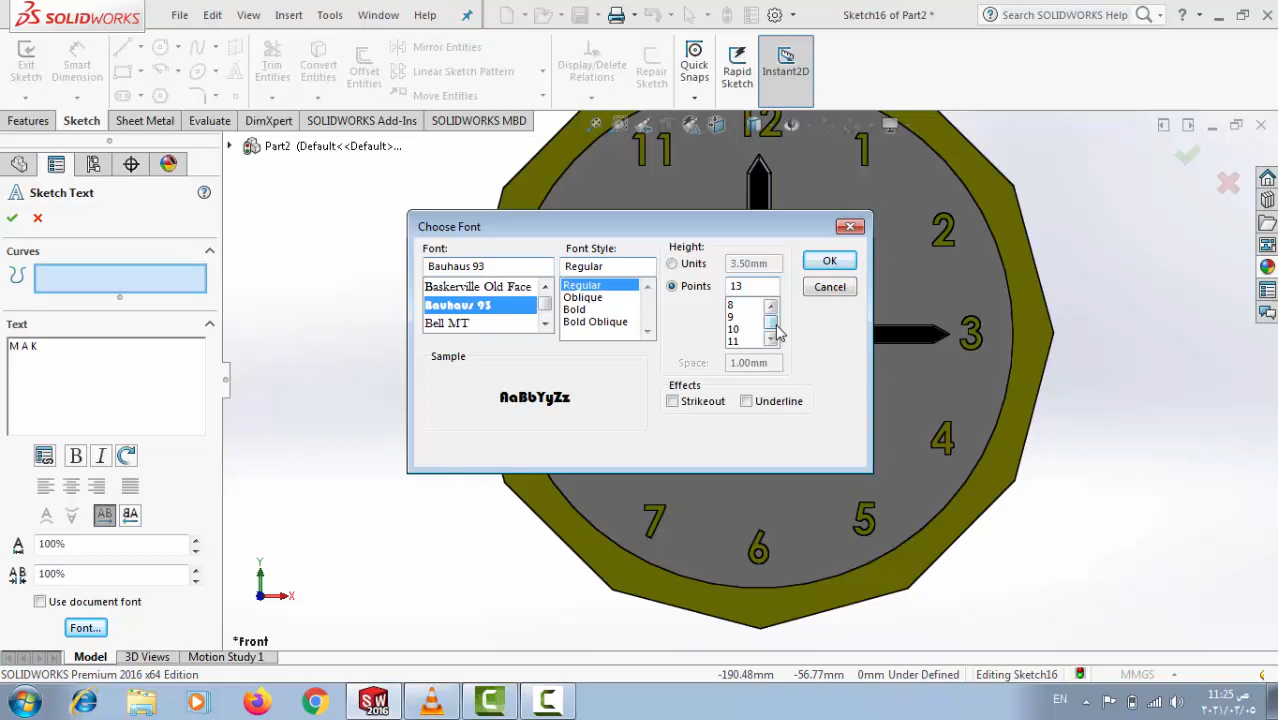 SOLIDWORKS
File Edit View Insert Tools Window Help
Sketch16 of Part2 *
Search SOLIDWORKS Help
?
Exit Sketch
Smart Dimension
Trim Entities
Convert Entities
Offset Entities
Mirror Entities
Linear Sketch Pattern
Move Entities
Display/Delete Relations
Repair Sketch
Quick Snaps
Rapid Sketch
Instant2D
Features Sketch Sheet Metal Evaluate DimXpert SOLIDWORKS Add-Ins SOLIDWORKS MBD
Part2 (Default<<Default>...
Sketch Text
?
Curves
Text
M A K
B I
AB
100%
AB
100%
Use document font
Font...
12
11
1
2
3
4
5
6
7
Choose Font
Font:
Bauhaus 93
Baskerville Old Face
Bauhaus 93
Bell MT
Font Style:
Regular
Regular
Oblique
Bold
Bold Oblique
Height:
Units 3.50mm
Points 13
8
9
10
11
Space: 1.00mm
OK
Cancel
Sample
AaBbYyZz
Effects
Strikeout Underline
Y
X
*Front
Model 3D Views Motion Study 1
SOLIDWORKS Premium 2016 x64 Edition
-190.48mm -56.77mm 0mm Under Defined Editing Sketch16 MMGS
SW
2016
EN
11:25 ص
٢٠٢١/٠٣/٠٥